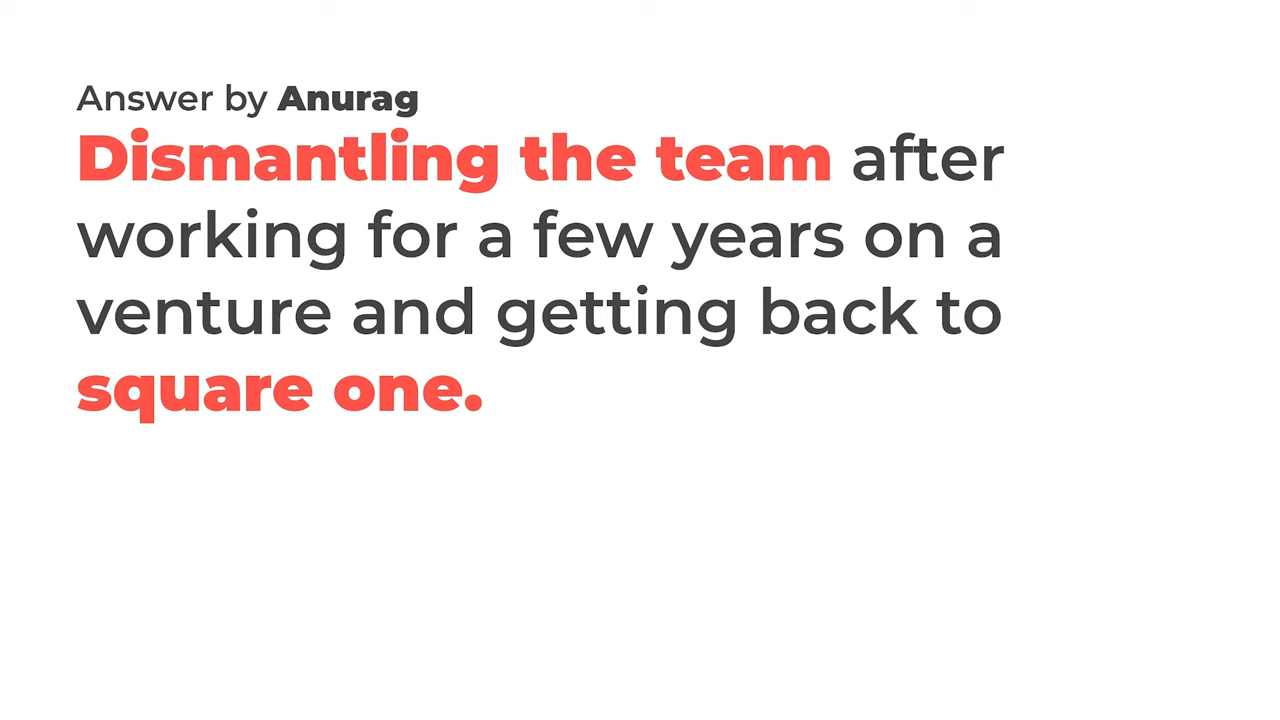 Answer by Anurag
Dismantling the team after
working for a few years on a
venture and getting back to
square one.